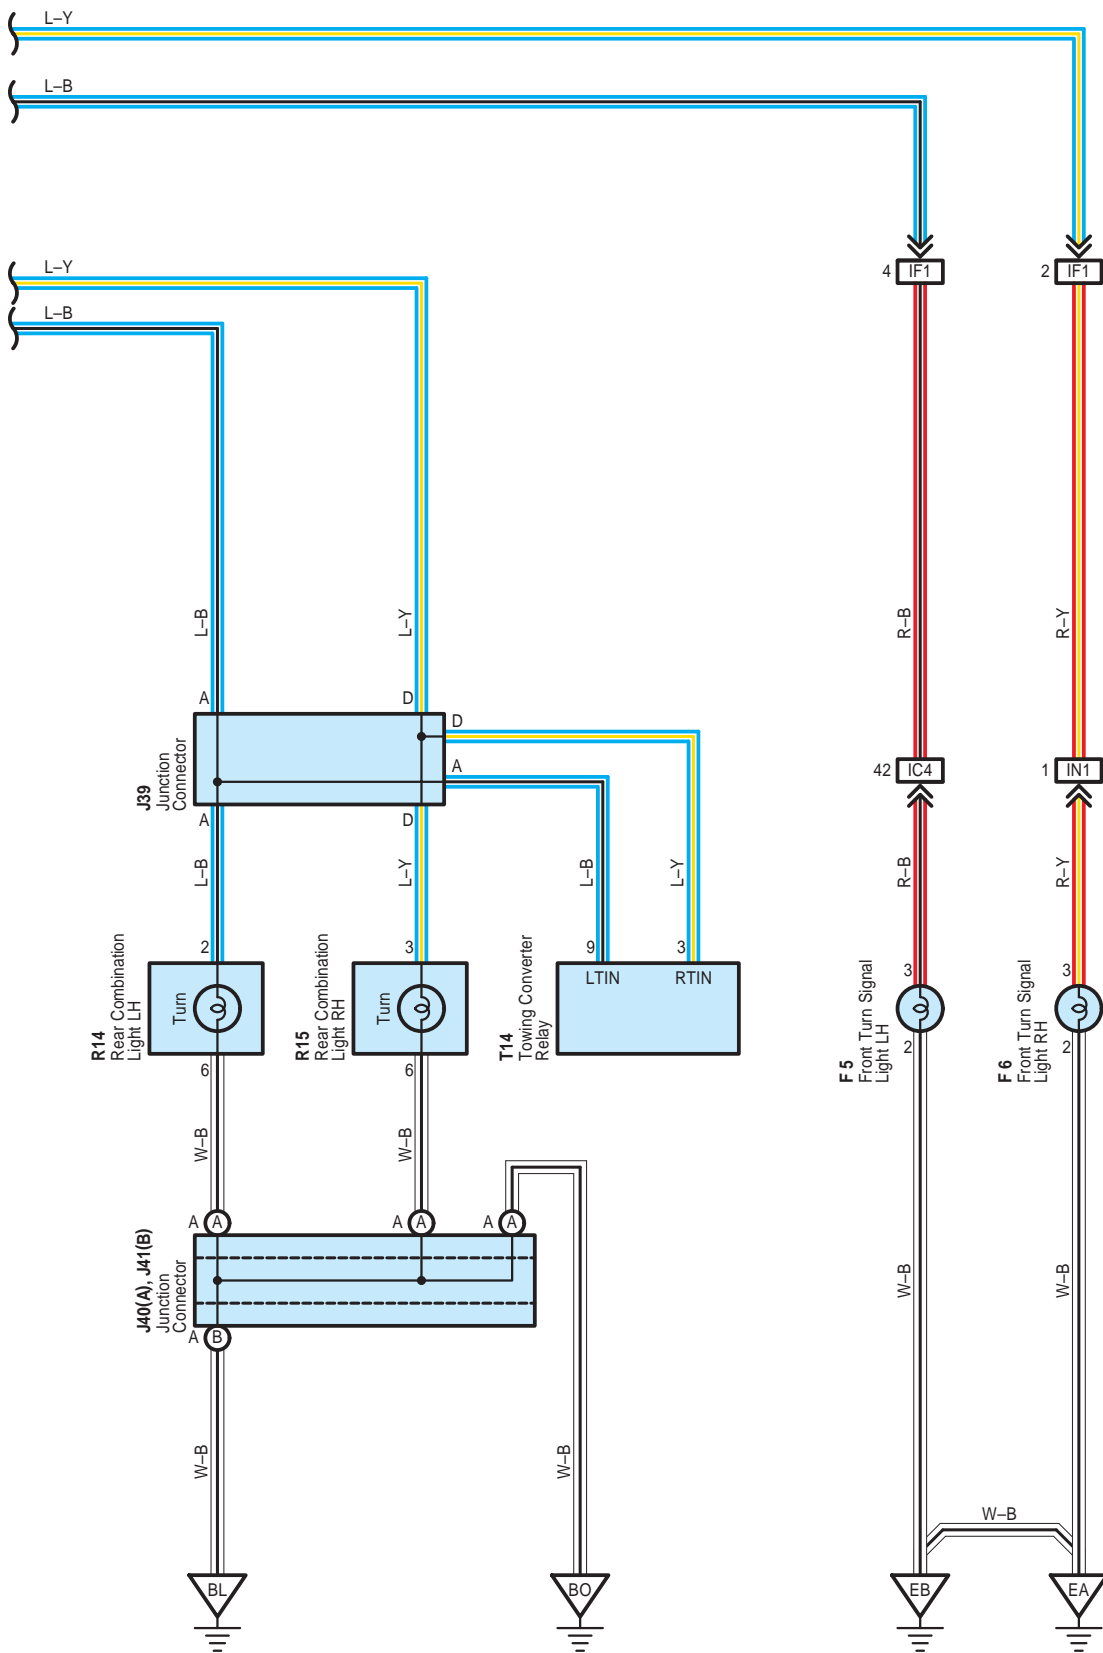 L–Y
L–B
4 IF1
2 IF1
L–Y
L–B
L–B
L–Y
R–B
R–Y
A
D
D
A
J39
Junction
Connector
42 IC4
1 IN1
A
D
L–B
L–Y
L–B
L–Y
R–B
R–Y
2
3
9
3
3
3
R14
Rear Combination
Light LH
Turn
R15
Rear Combination
Light RH
Turn
T14
Towing Converter
Relay
LTIN
RTIN
F 5
Front Turn Signal
Light LH
F 6
Front Turn Signal
Light RH
2
2
6
6
W–B
W–B
A A
A A
A A
J40(A), J41(B)
Junction
Connector
W–B
W–B
A B
W–B
W–B
W–B
BL
BO
EB
EA